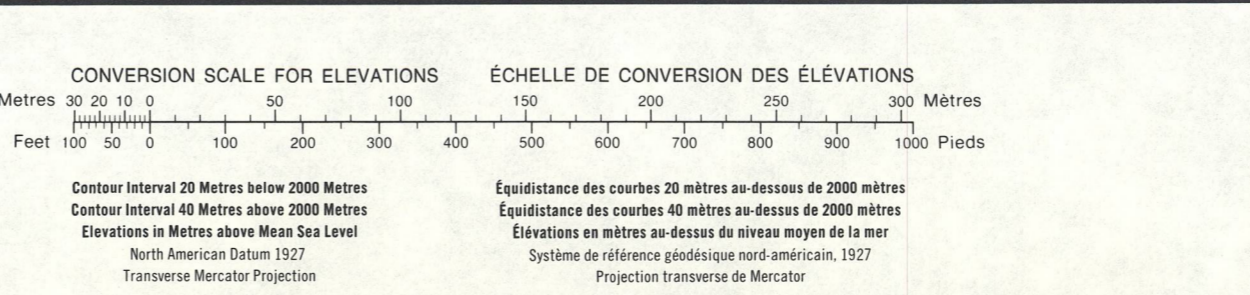 CONVERSION SCALE FOR ELEVATIONS ÉCHELLE DE CONVERSION DES ÉLÉVATIONS
Metres 30 20 10 0 50 100 150 200 250 300 Mètres
Feet 100 50 0 100 200 300 400 500 600 700 800 900 1000 Pieds
Contour Interval 20 Metres below 2000 Metres
Contour Interval 40 Metres above 2000 Metres
Elevations in Metres above Mean Sea Level
North American Datum 1927
Transverse Mercator Projection
Équidistance des courbes 20 mètres au-dessous de 2000 mètres
Équidistance des courbes 40 mètres au-dessus de 2000 mètres
Élévations en mètres au-dessus du niveau moyen de la mer
Système de référence géodésique nord-américain, 1927
Projection transverse de Mercator